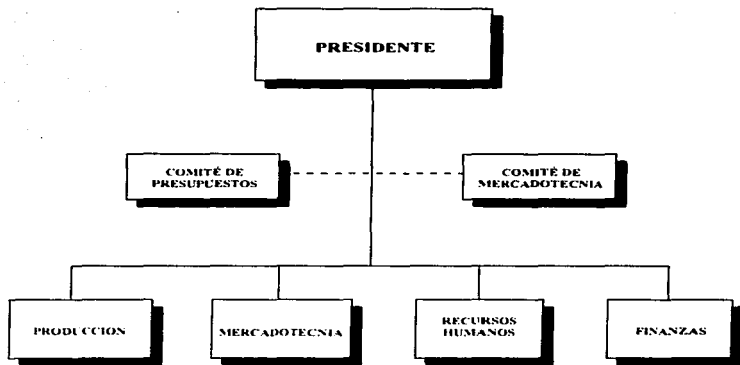 PRESIDENTE
COMITÉ DE
PRESUPUESTOS
COMITÉ DE
MERCADOTECNIA
PRODUCCION
MERCADOTECNIA
RECURSOS
HUMANOS
FINANZAS